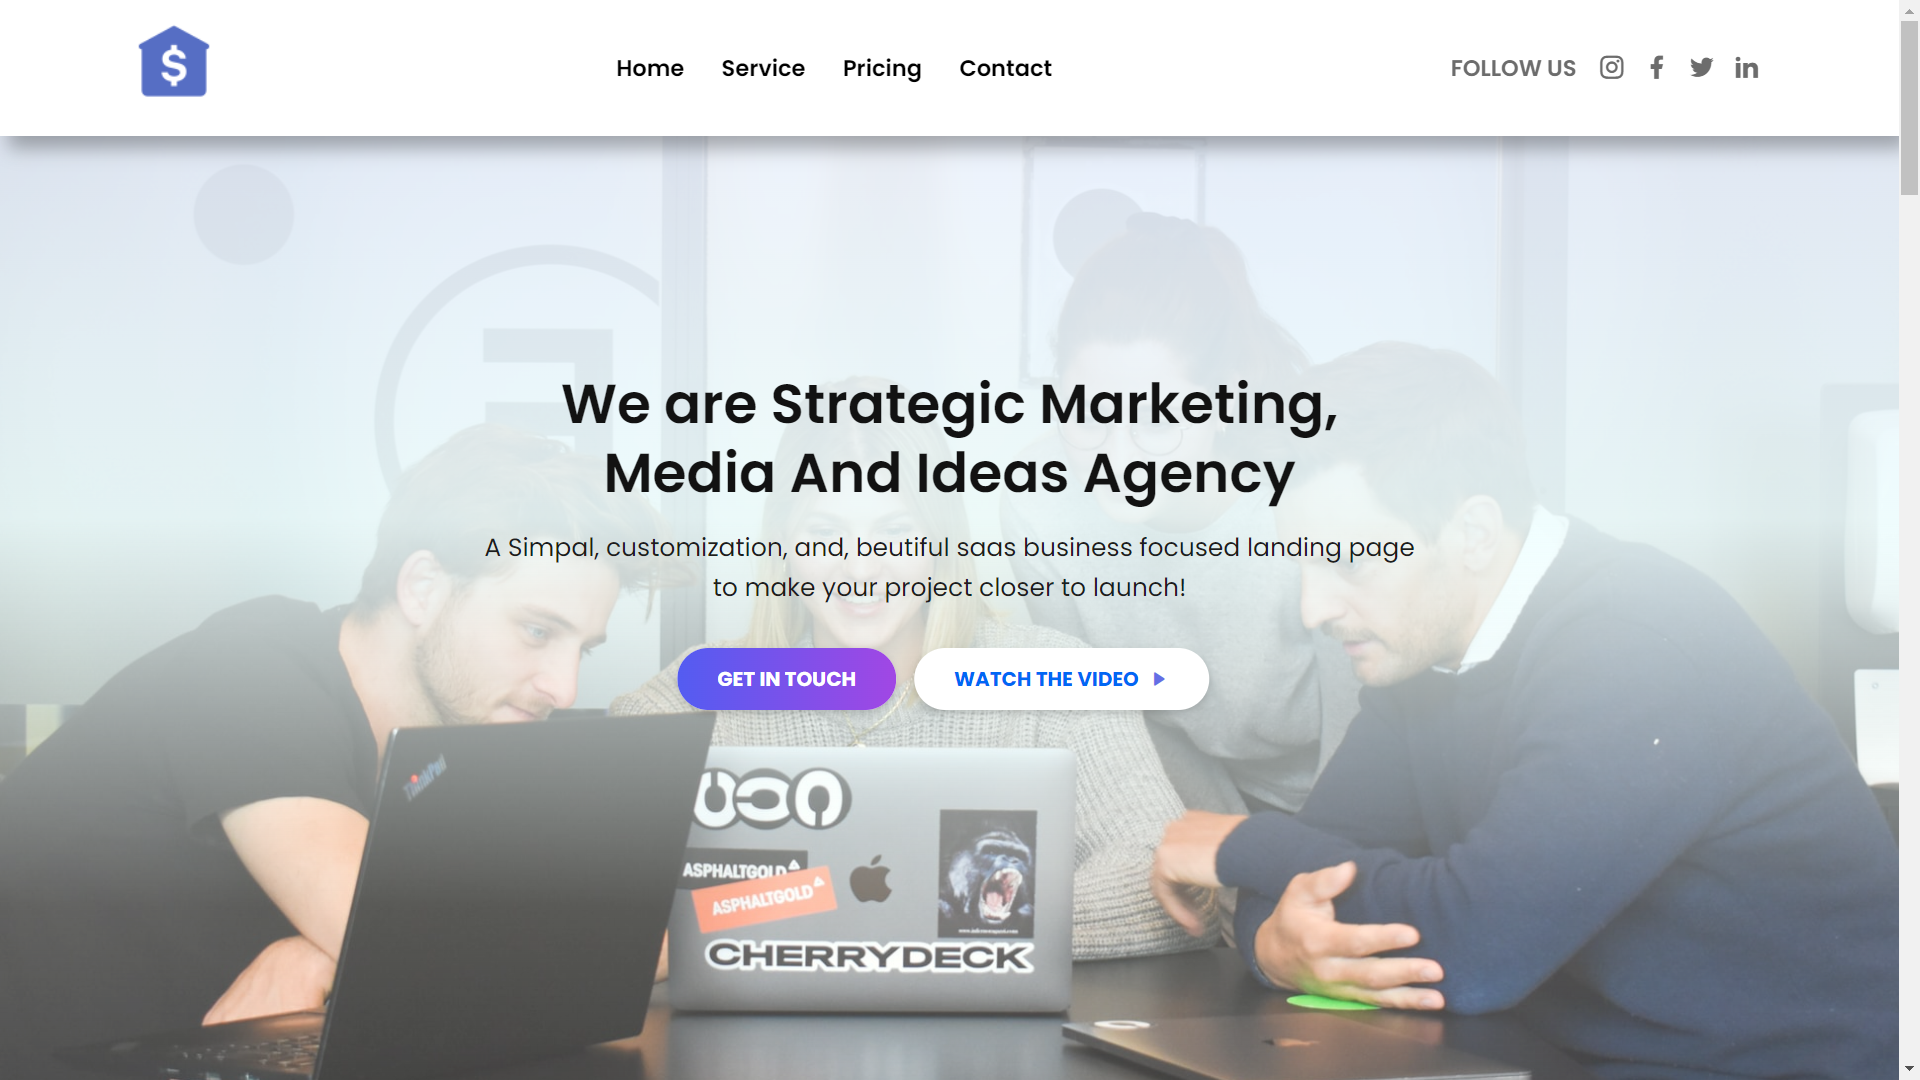 $
Home
Service
Pricing
Contact
FOLLOW US
We are Strategic Marketing,
Media And Ideas Agency
A Simpal, customization, and, beutiful saas business focused landing page
to make your project closer to launch!
GET IN TOUCH
WATCH THE VIDEO
ThinkPad
ASPHALTGOLD
ASPHALTGOLD
CHERRYDECK